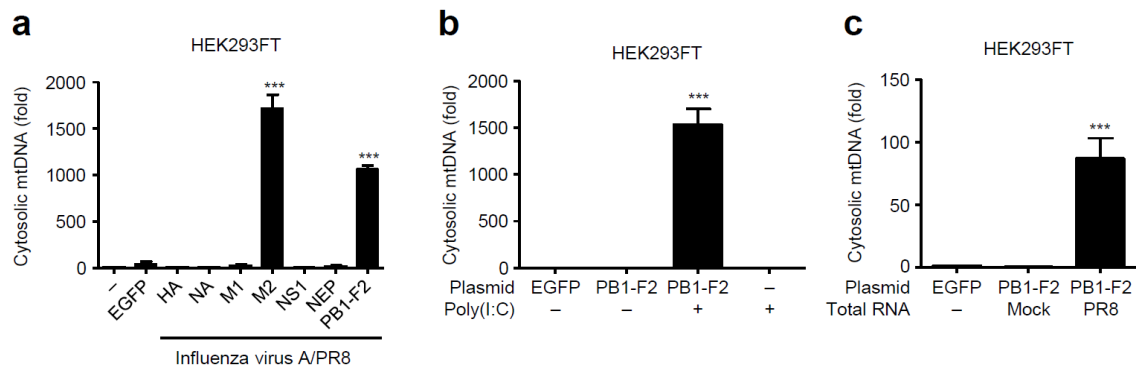 a
HEK293FT
Cytosolic mtDNA (fold)
2000
1500
1000
500
0
***
***
–
EGFP
HA
NA
M1
M2
NS1
NEP
PB1-F2
Influenza virus A/PR8
b
HEK293FT
Cytosolic mtDNA (fold)
2000
1500
1000
500
0
***
Plasmid EGFP PB1-F2 PB1-F2 –
Poly(I:C) – – + +
c
HEK293FT
Cytosolic mtDNA (fold)
150
100
50
0
***
Plasmid EGFP PB1-F2 PB1-F2
Total RNA – Mock PR8